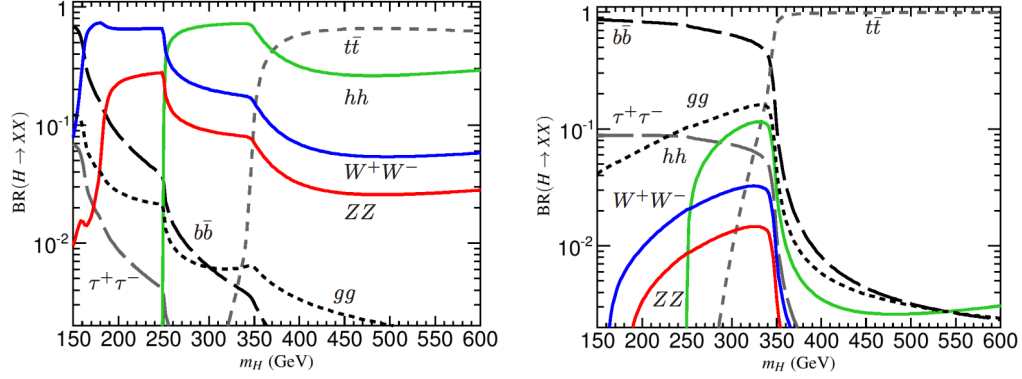 1
10⁻¹
10⁻²
BR(H → XX)
tt̄
hh
W⁺W⁻
ZZ
bb̄
τ⁺τ⁻
gg
150 200 250 300 350 400 450 500 550 600
m_H (GeV)
1
10⁻¹
10⁻²
BR(H → XX)
bb̄
tt̄
gg
τ⁺τ⁻
hh
W⁺W⁻
ZZ
150 200 250 300 350 400 450 500 550 600
m_H (GeV)